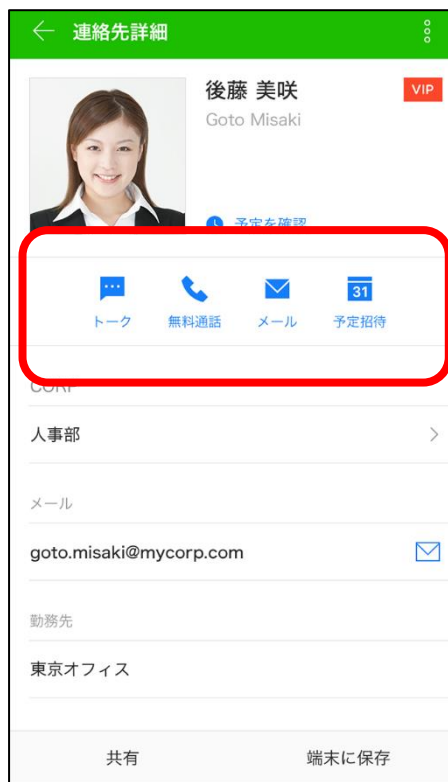 連絡先詳細
後藤 美咲
VIP
Goto Misaki
予定を確認
31
トーク 無料通話 メール 予定招待
CORP
人事部
メール
goto.misaki@mycorp.com
勤務先
東京オフィス
共有 端末に保存